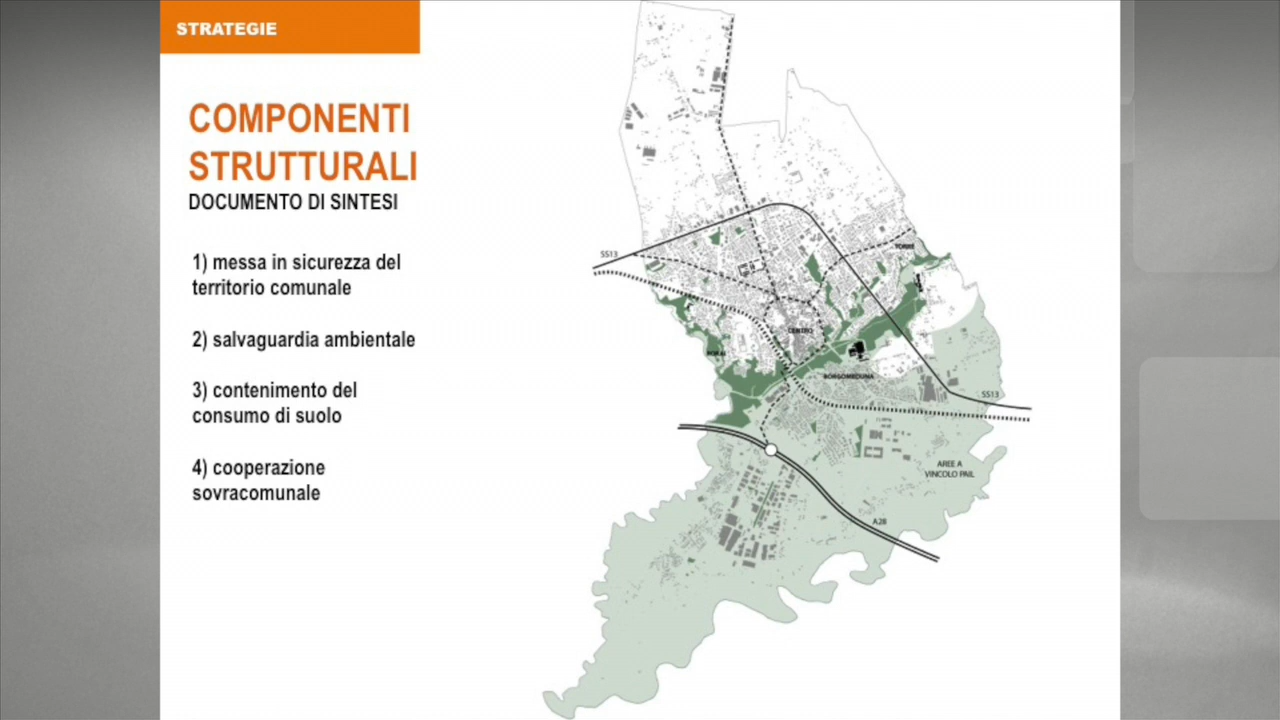 STRATEGIE
COMPONENTI
STRUTTURALI
DOCUMENTO DI SINTESI
1) messa in sicurezza del
territorio comunale
2) salvaguardia ambientale
3) contenimento del
consumo di suolo
4) cooperazione
sovracomunale
SS13
TORRE
CENTRO
RORAI
BORGOMEDUNA
SS13
AREE A
VINCOLO PAIL
A28